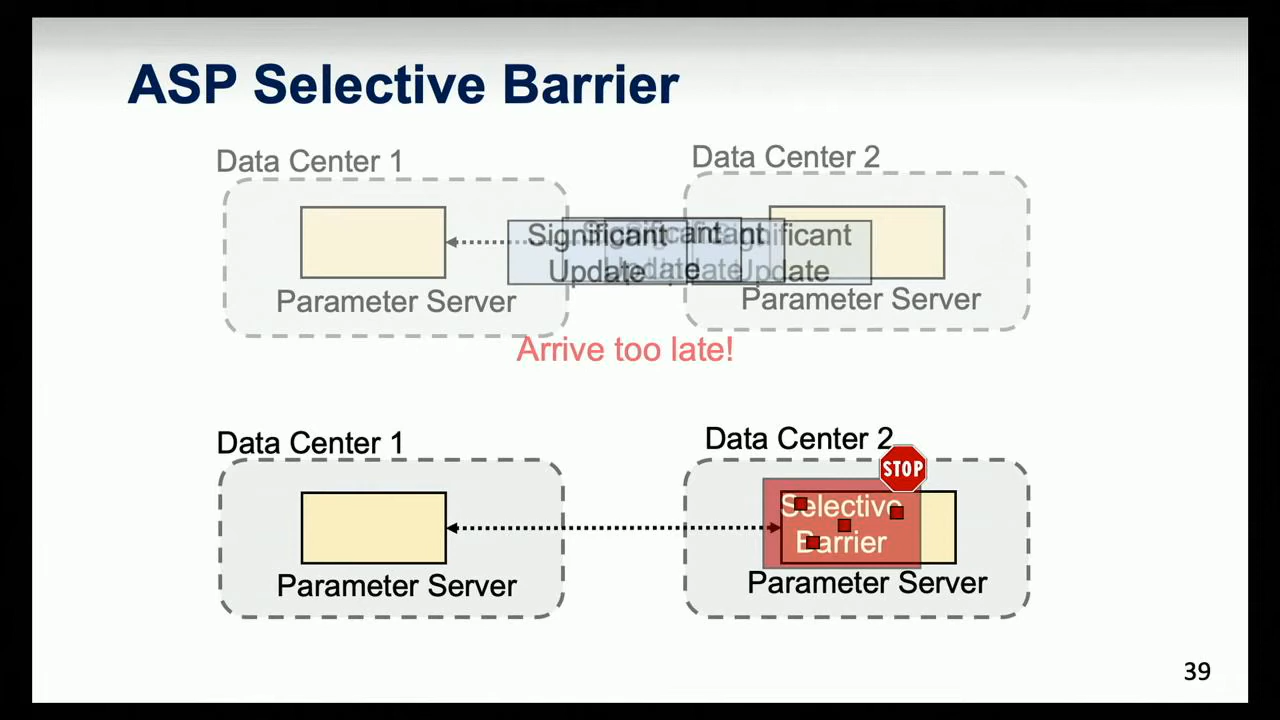 ASP Selective Barrier
Data Center 1
Data Center 2
Significant
Update
Significant
Update
Parameter Server
Parameter Server
Arrive too late!
Data Center 1
Data Center 2
STOP
Selective
Barrier
Parameter Server
Parameter Server
39